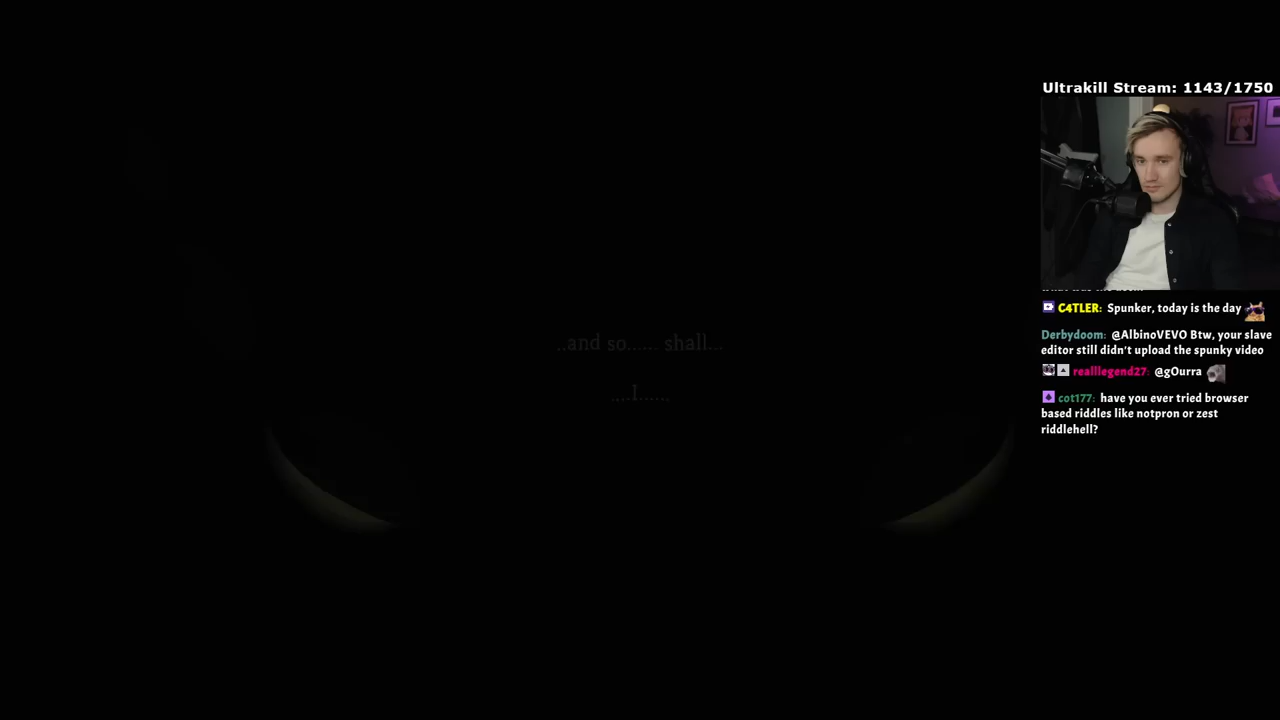 Ultrakill Stream: 1143/1750
..and so...... shall...
....I......
C4TLER: Spunker, today is the day
Derbydoom: @AlbinoVEVO Btw, your slave
editor still didn't upload the spunky video
realllegend27: @gOurra
cot177: have you ever tried browser
based riddles like notpron or zest
riddlehell?